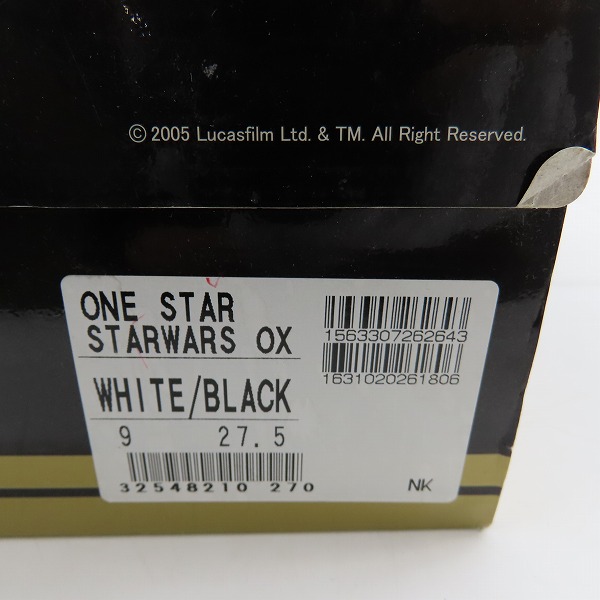 © 2005 Lucasfilm Ltd. & TM. All Right Reserved.
ONE STAR
STARWARS OX
WHITE/BLACK
9 27.5
32548210 270
1563307262643
1631020261806
NK